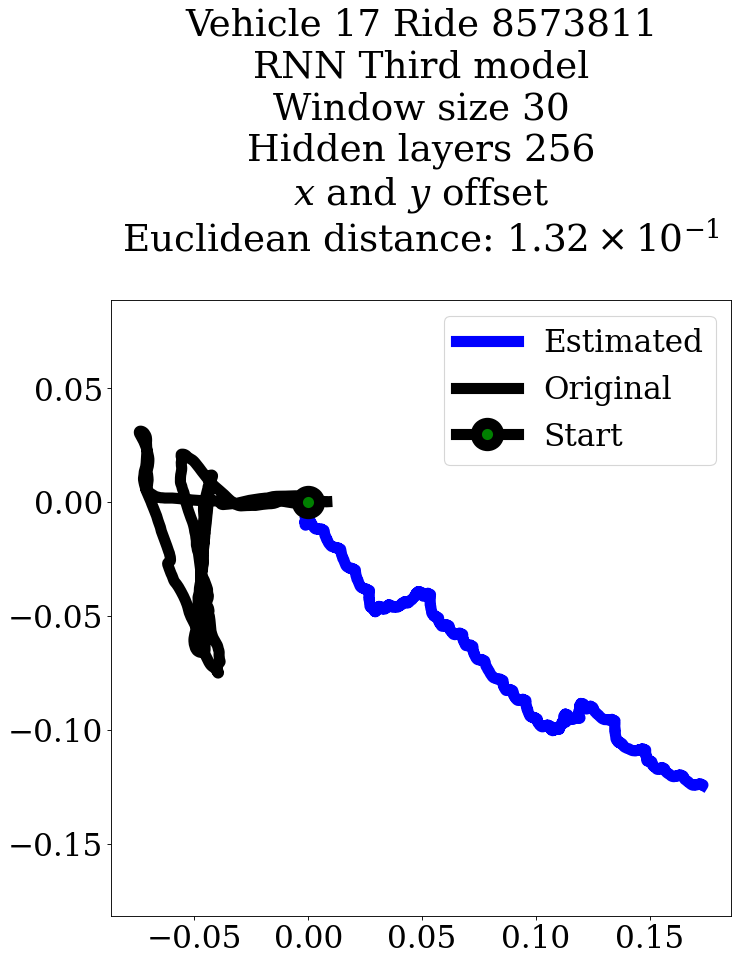 Vehicle 17 Ride 8573811
RNN Third model
Window size 30
Hidden layers 256
x and y offset
Euclidean distance: 1.32 × 10⁻¹
Estimated
Original
Start
0.05
0.00
−0.05
−0.10
−0.15
−0.05 0.00 0.05 0.10 0.15